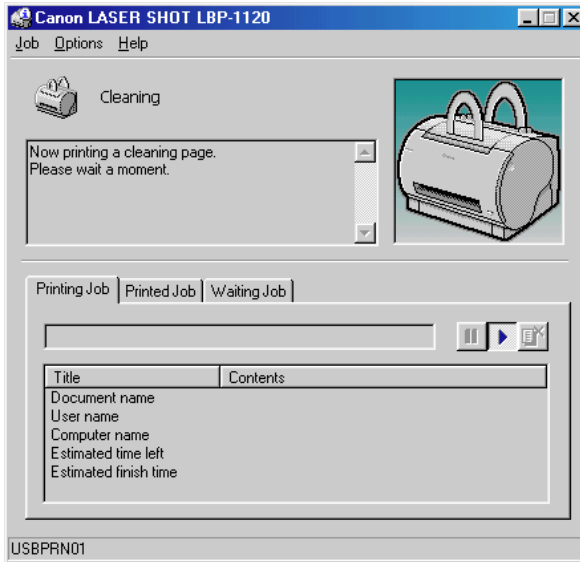 Canon LASER SHOT LBP-1120
Job Options Help
Cleaning
Now printing a cleaning page.
Please wait a moment.
Printing Job Printed Job Waiting Job
Title Contents
Document name
User name
Computer name
Estimated time left
Estimated finish time
USBPRN01